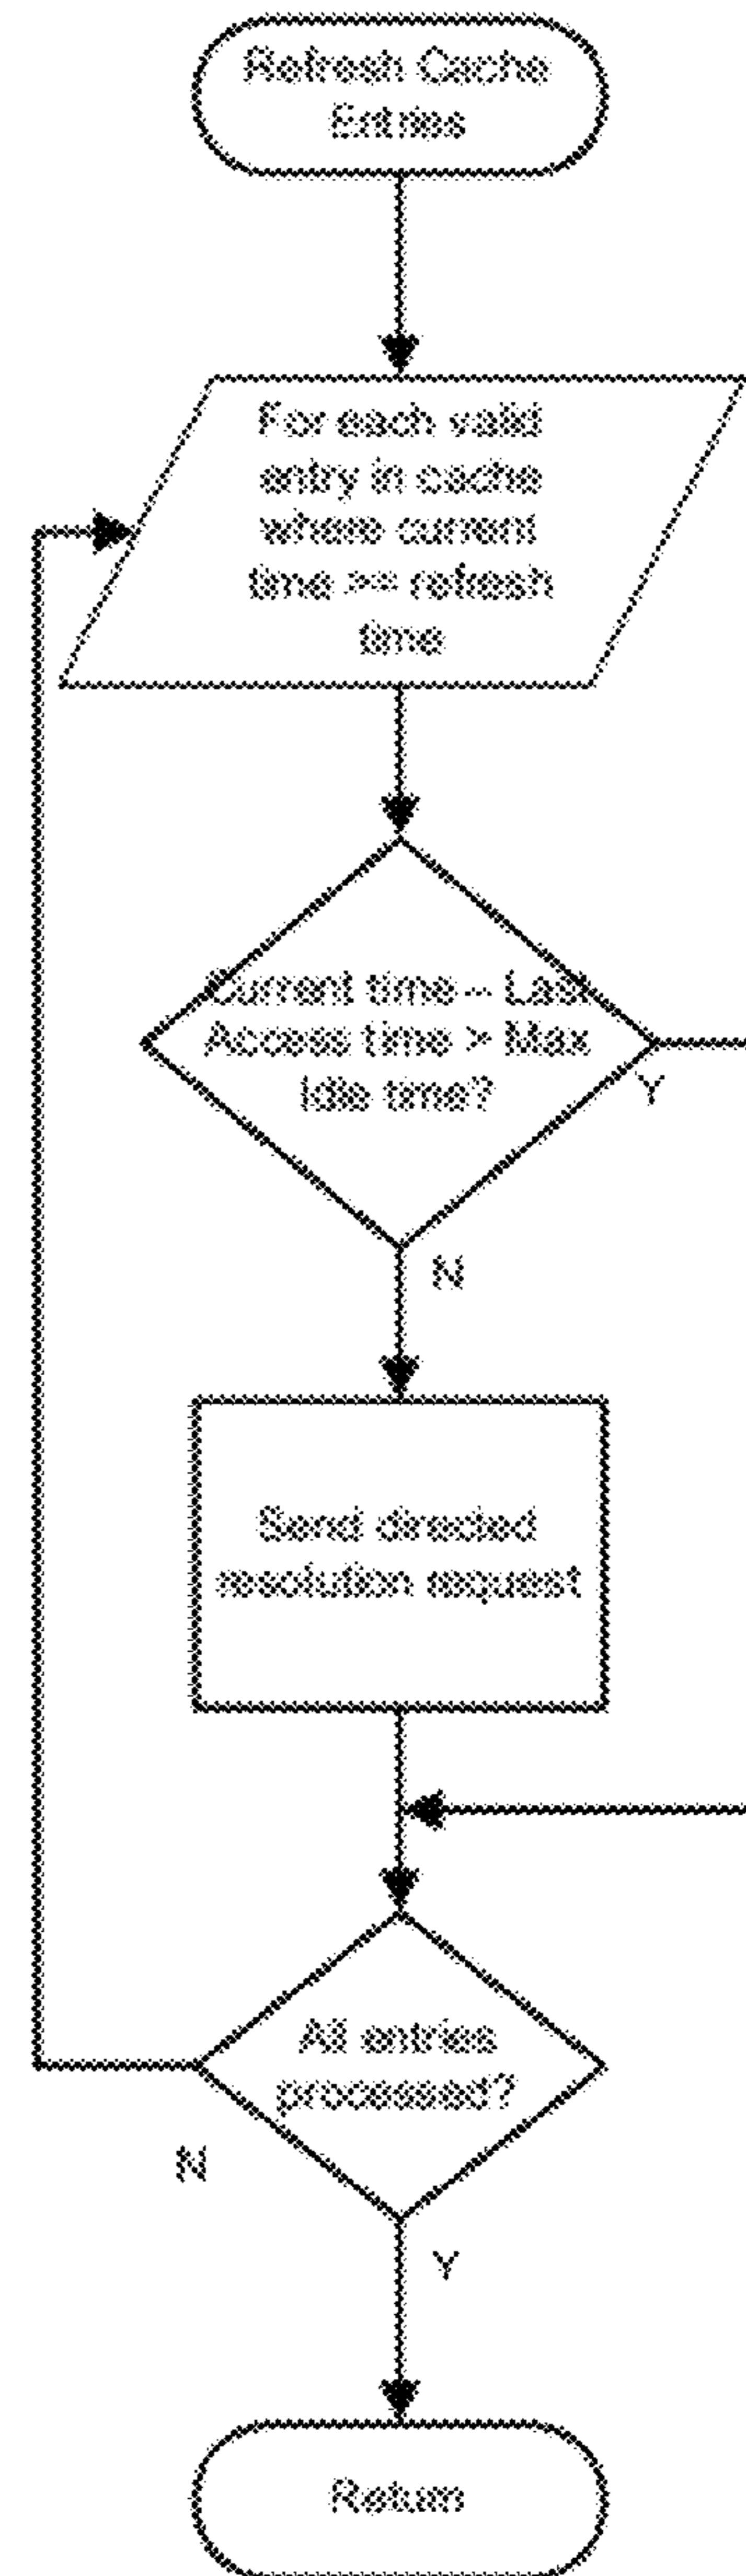 Refresh Cache
Entries
For each valid
entry in cache
where current
time >= refresh
time
Current time – Last
Access time > Max
Idle time?
Y
N
Send directed
resolution request
All entries
processed?
N
Y
Return